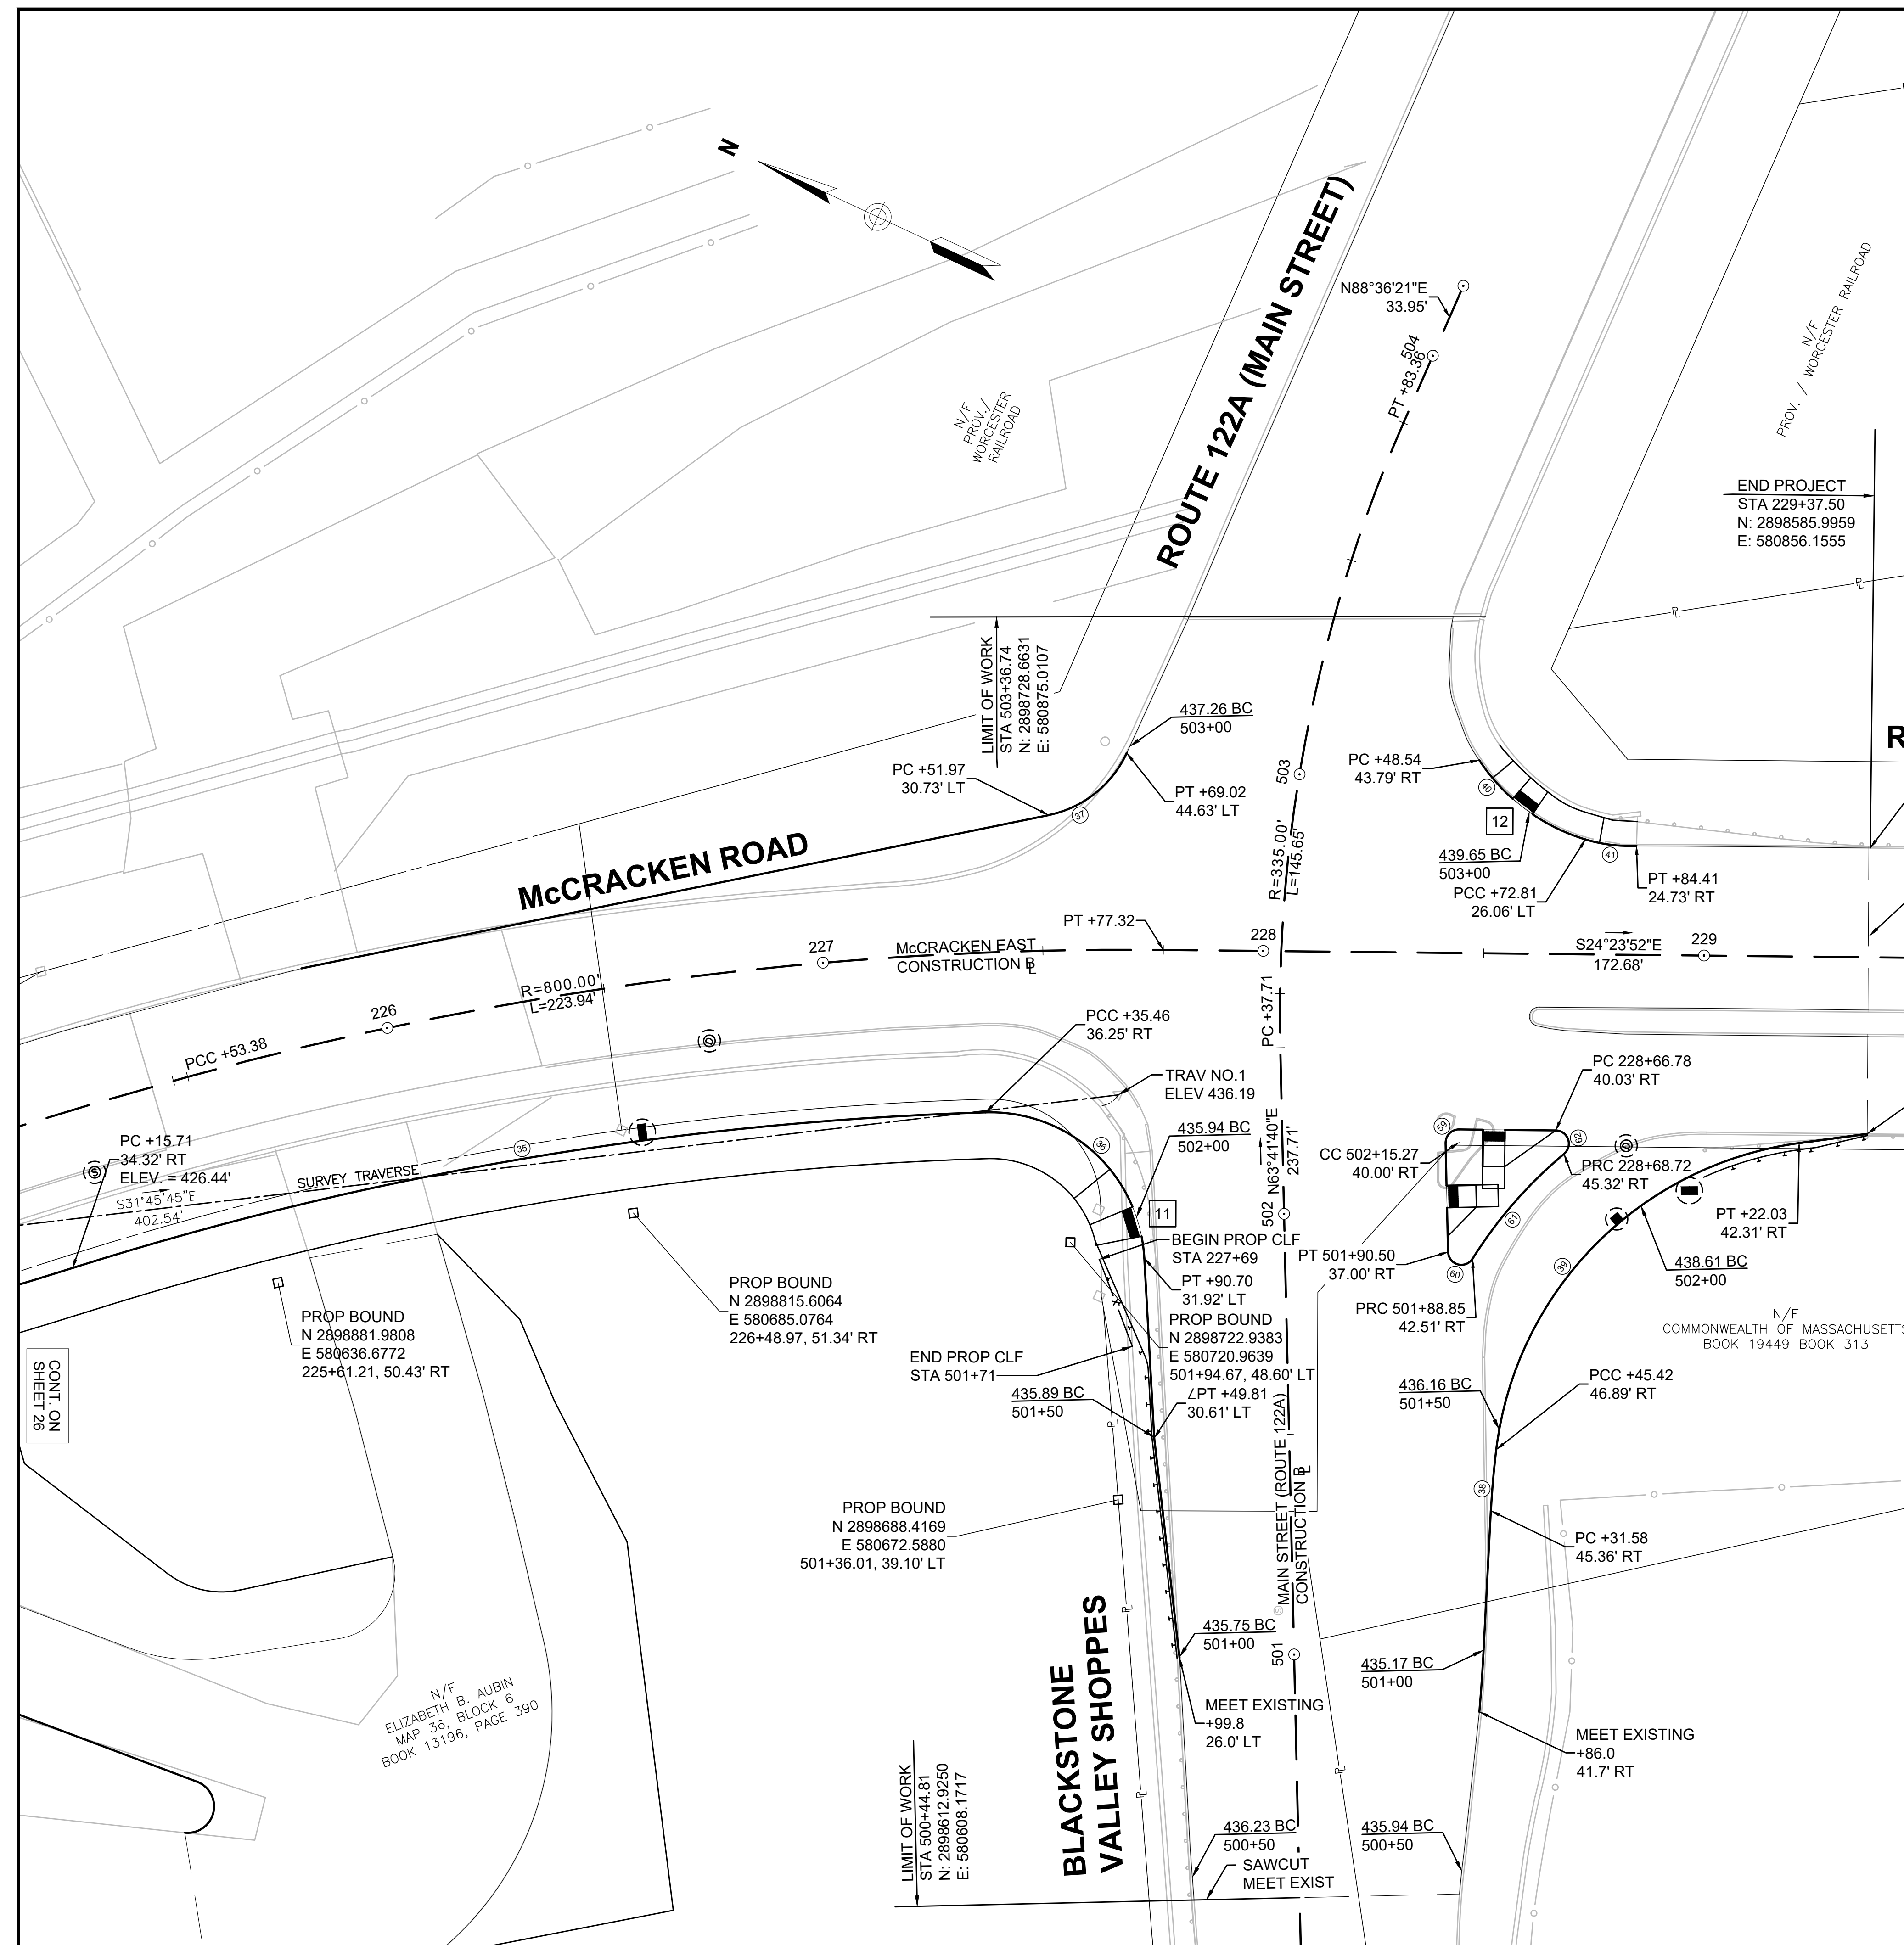 N
ROUTE 122A (MAIN STREET)
N88°36'21"E
33.95'
504
PT +83.36
N/F
PROV./
WORCESTER
RAILROAD
N/F
PROV. / WORCESTER RAILROAD
END PROJECT
STA 229+37.50
N: 2898585.9959
E: 580856.1555
LIMIT OF WORK
STA 503+36.74
N: 2898728.6631
E: 580875.0107
437.26 BC
503+00
PC +51.97
30.73' LT
PT +69.02
44.63' LT
37
503
R=335.00'
L=145.65'
PC +48.54
43.79' RT
40
12
439.65 BC
503+00
PCC +72.81
26.06' LT
41
PT +84.41
24.73' RT
R
McCRACKEN ROAD
PT +77.32
228
McCRACKEN EAST
CONSTRUCTION BL
227
S24°23'52"E
172.68'
229
R=800.00'
L=223.94'
226
PCC +53.38
PC +37.71
PCC +35.46
36.25' RT
TRAV NO.1
ELEV 436.19
PC 228+66.78
40.03' RT
PC +15.71
34.32' RT
ELEV. = 426.44'
S
S31°45'45"E
402.54'
35
SURVEY TRAVERSE
36
435.94 BC
502+00
N63°41'40"E
237.71'
502
CC 502+15.27
40.00' RT
59
62
PRC 228+68.72
45.32' RT
11
BEGIN PROP CLF
STA 227+69
PT +90.70
31.92' LT
PT 501+90.50
37.00' RT
61
60
PT +22.03
42.31' RT
438.61 BC
502+00
39
PRC 501+88.85
42.51' RT
PROP BOUND
N 2898881.9808
E 580636.6772
225+61.21, 50.43' RT
PROP BOUND
N 2898815.6064
E 580685.0764
226+48.97, 51.34' RT
PROP BOUND
N 2898722.9383
E 580720.9639
501+94.67, 48.60' LT
N/F
COMMONWEALTH OF MASSACHUSETTS
BOOK 19449 BOOK 313
CONT. ON
SHEET 26
END PROP CLF
STA 501+71
435.89 BC
501+50
∠PT +49.81
30.61' LT
436.16 BC
501+50
PCC +45.42
46.89' RT
38
PROP BOUND
N 2898688.4169
E 580672.5880
501+36.01, 39.10' LT
MAIN STREET (ROUTE 122A)
CONSTRUCTION BL
PC +31.58
45.36' RT
435.75 BC
501+00
501
435.17 BC
501+00
N/F
ELIZABETH B. AUBIN
MAP 36, BLOCK 6
BOOK 13196, PAGE 390
BLACKSTONE
VALLEY SHOPPES
MEET EXISTING
+99.8
26.0' LT
MEET EXISTING
+86.0
41.7' RT
LIMIT OF WORK
STA 500+44.81
N: 2898612.9250
E: 580608.1717
436.23 BC
500+50
435.94 BC
500+50
SAWCUT
MEET EXIST